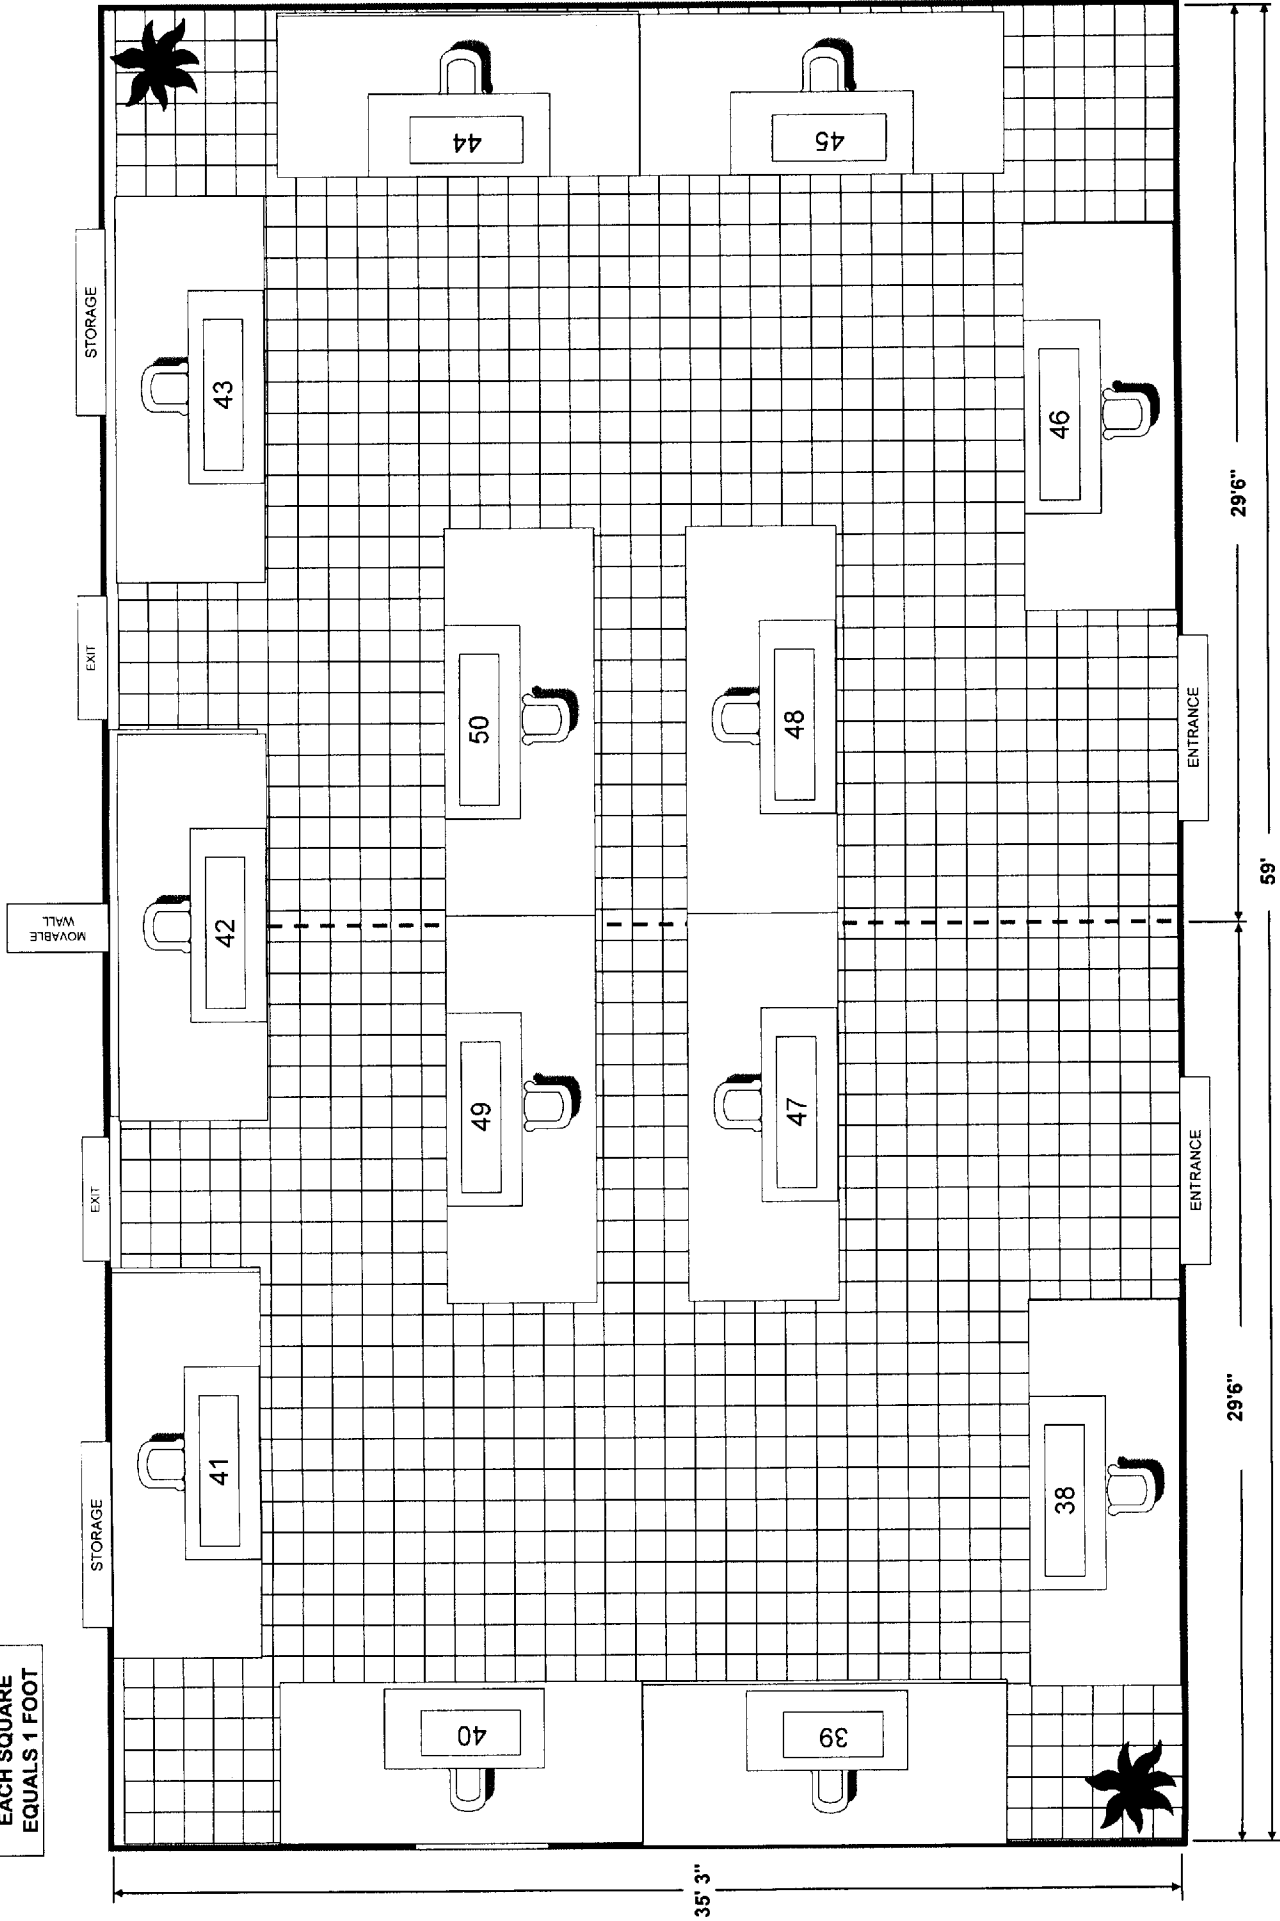 EACH SQUARE
EQUALS 1 FOOT
MOVABLE
WALL
STORAGE
EXIT
EXIT
STORAGE
41
42
43
40
49
50
44
35' 3"
39
47
48
45
38
46
ENTRANCE
ENTRANCE
29'6"
29'6"
59'